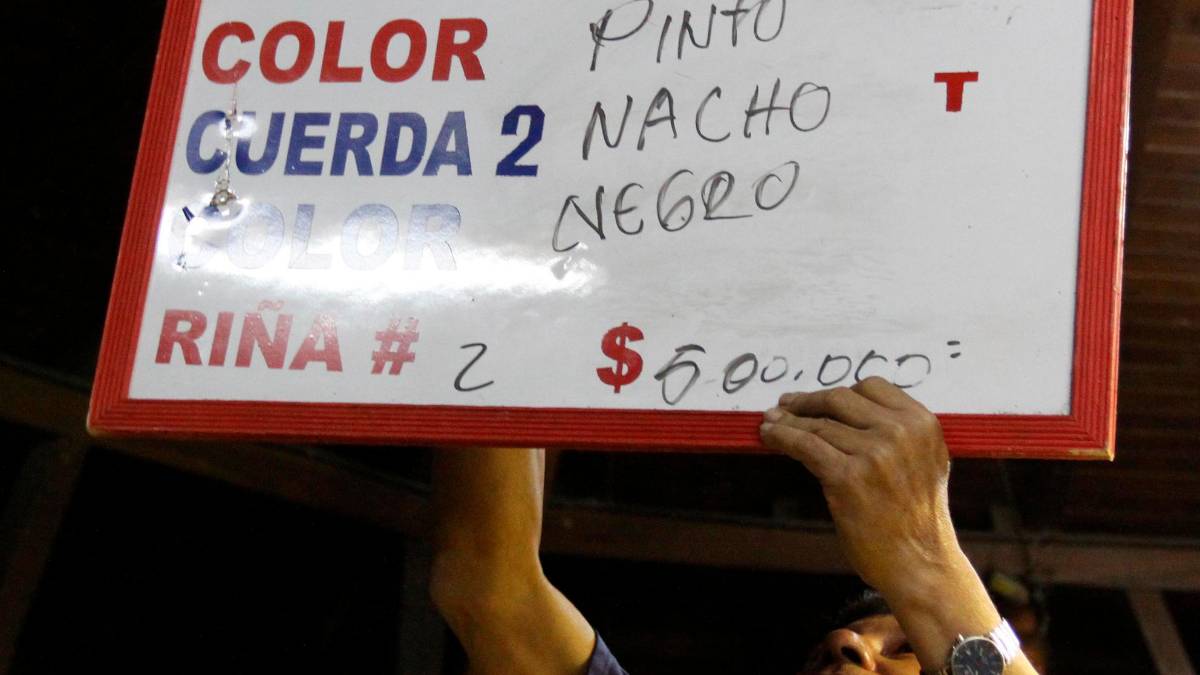 COLOR PINTO
CUERDA 2 NACHO T
COLOR NEGRO
RIÑA # 2 $ 500.000=